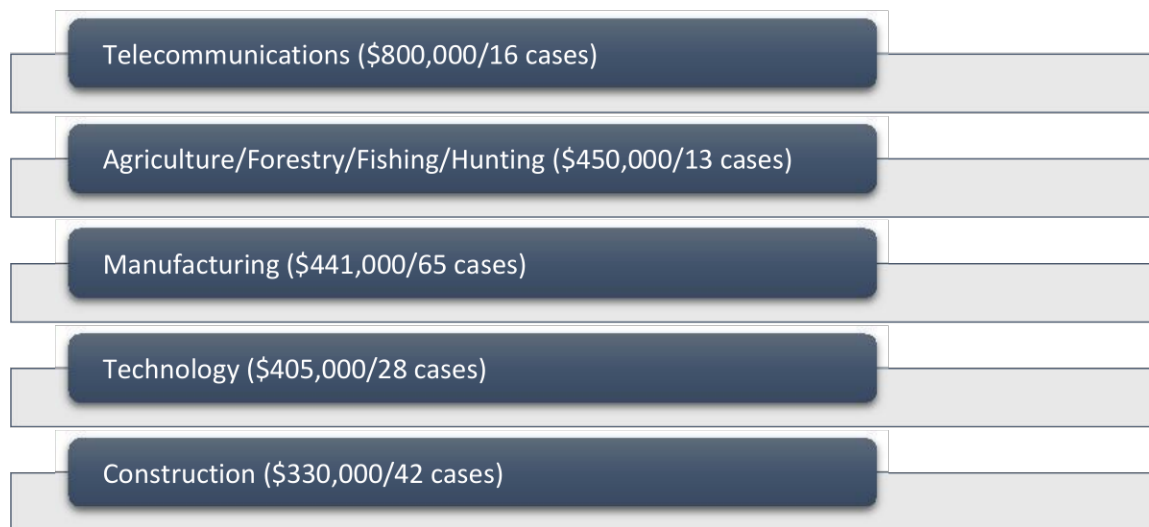 Telecommunications ($800,000/16 cases)
Agriculture/Forestry/Fishing/Hunting ($450,000/13 cases)
Manufacturing ($441,000/65 cases)
Technology ($405,000/28 cases)
Construction ($330,000/42 cases)